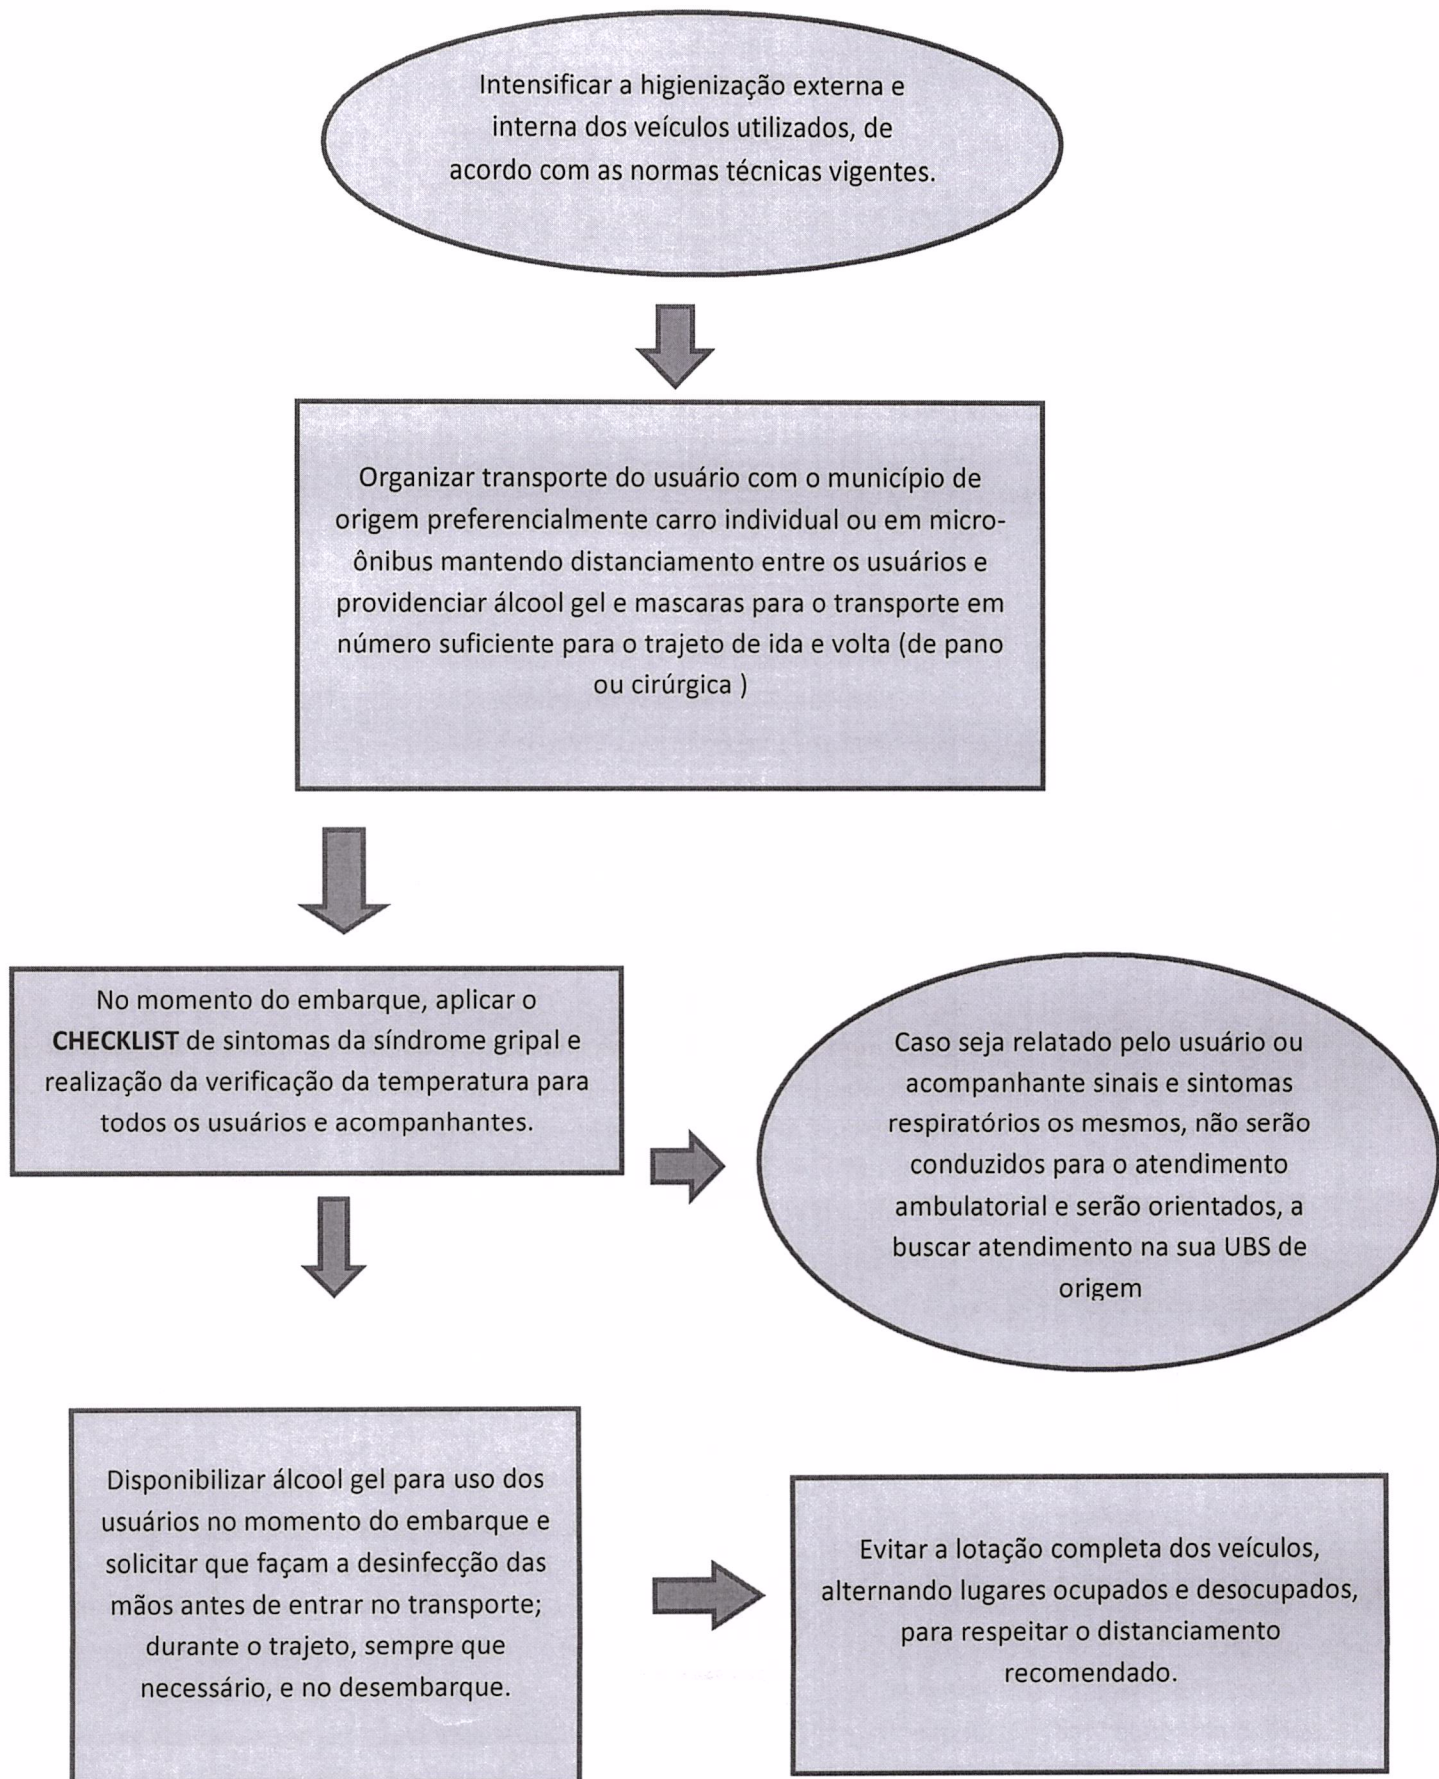 Intensificar a higienização externa e
interna dos veículos utilizados, de
acordo com as normas técnicas vigentes.
Organizar transporte do usuário com o município de
origem preferencialmente carro individual ou em micro-
ônibus mantendo distanciamento entre os usuários e
providenciar álcool gel e mascaras para o transporte em
número suficiente para o trajeto de ida e volta (de pano
ou cirúrgica )
No momento do embarque, aplicar o
CHECKLIST de sintomas da síndrome gripal e
realização da verificação da temperatura para
todos os usuários e acompanhantes.
Caso seja relatado pelo usuário ou
acompanhante sinais e sintomas
respiratórios os mesmos, não serão
conduzidos para o atendimento
ambulatorial e serão orientados, a
buscar atendimento na sua UBS de
origem
Disponibilizar álcool gel para uso dos
usuários no momento do embarque e
solicitar que façam a desinfecção das
mãos antes de entrar no transporte;
durante o trajeto, sempre que
necessário, e no desembarque.
Evitar a lotação completa dos veículos,
alternando lugares ocupados e desocupados,
para respeitar o distanciamento
recomendado.